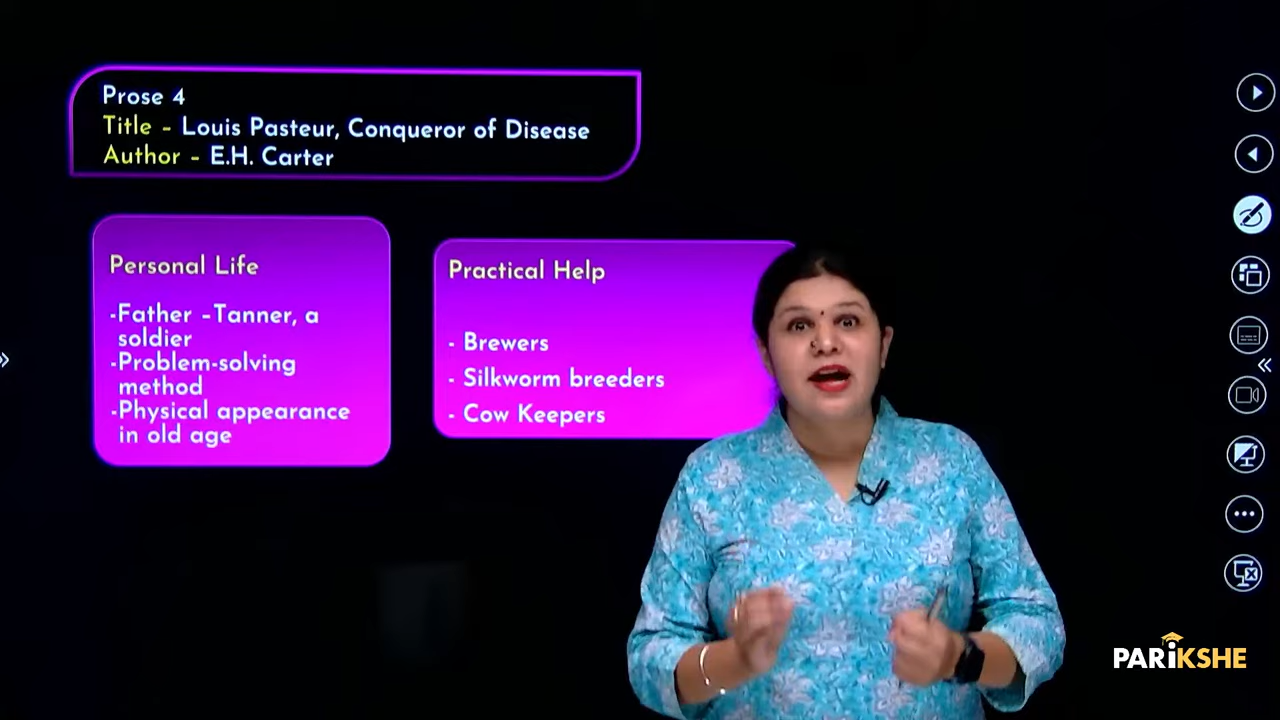 Prose 4
Title – Louis Pasteur, Conqueror of Disease
Author – E.H. Carter
Personal Life
-Father –Tanner, a
soldier
-Problem-solving
method
-Physical appearance
in old age
Practical Help
- Brewers
- Silkworm breeders
- Cow Keepers
PARIKSHE